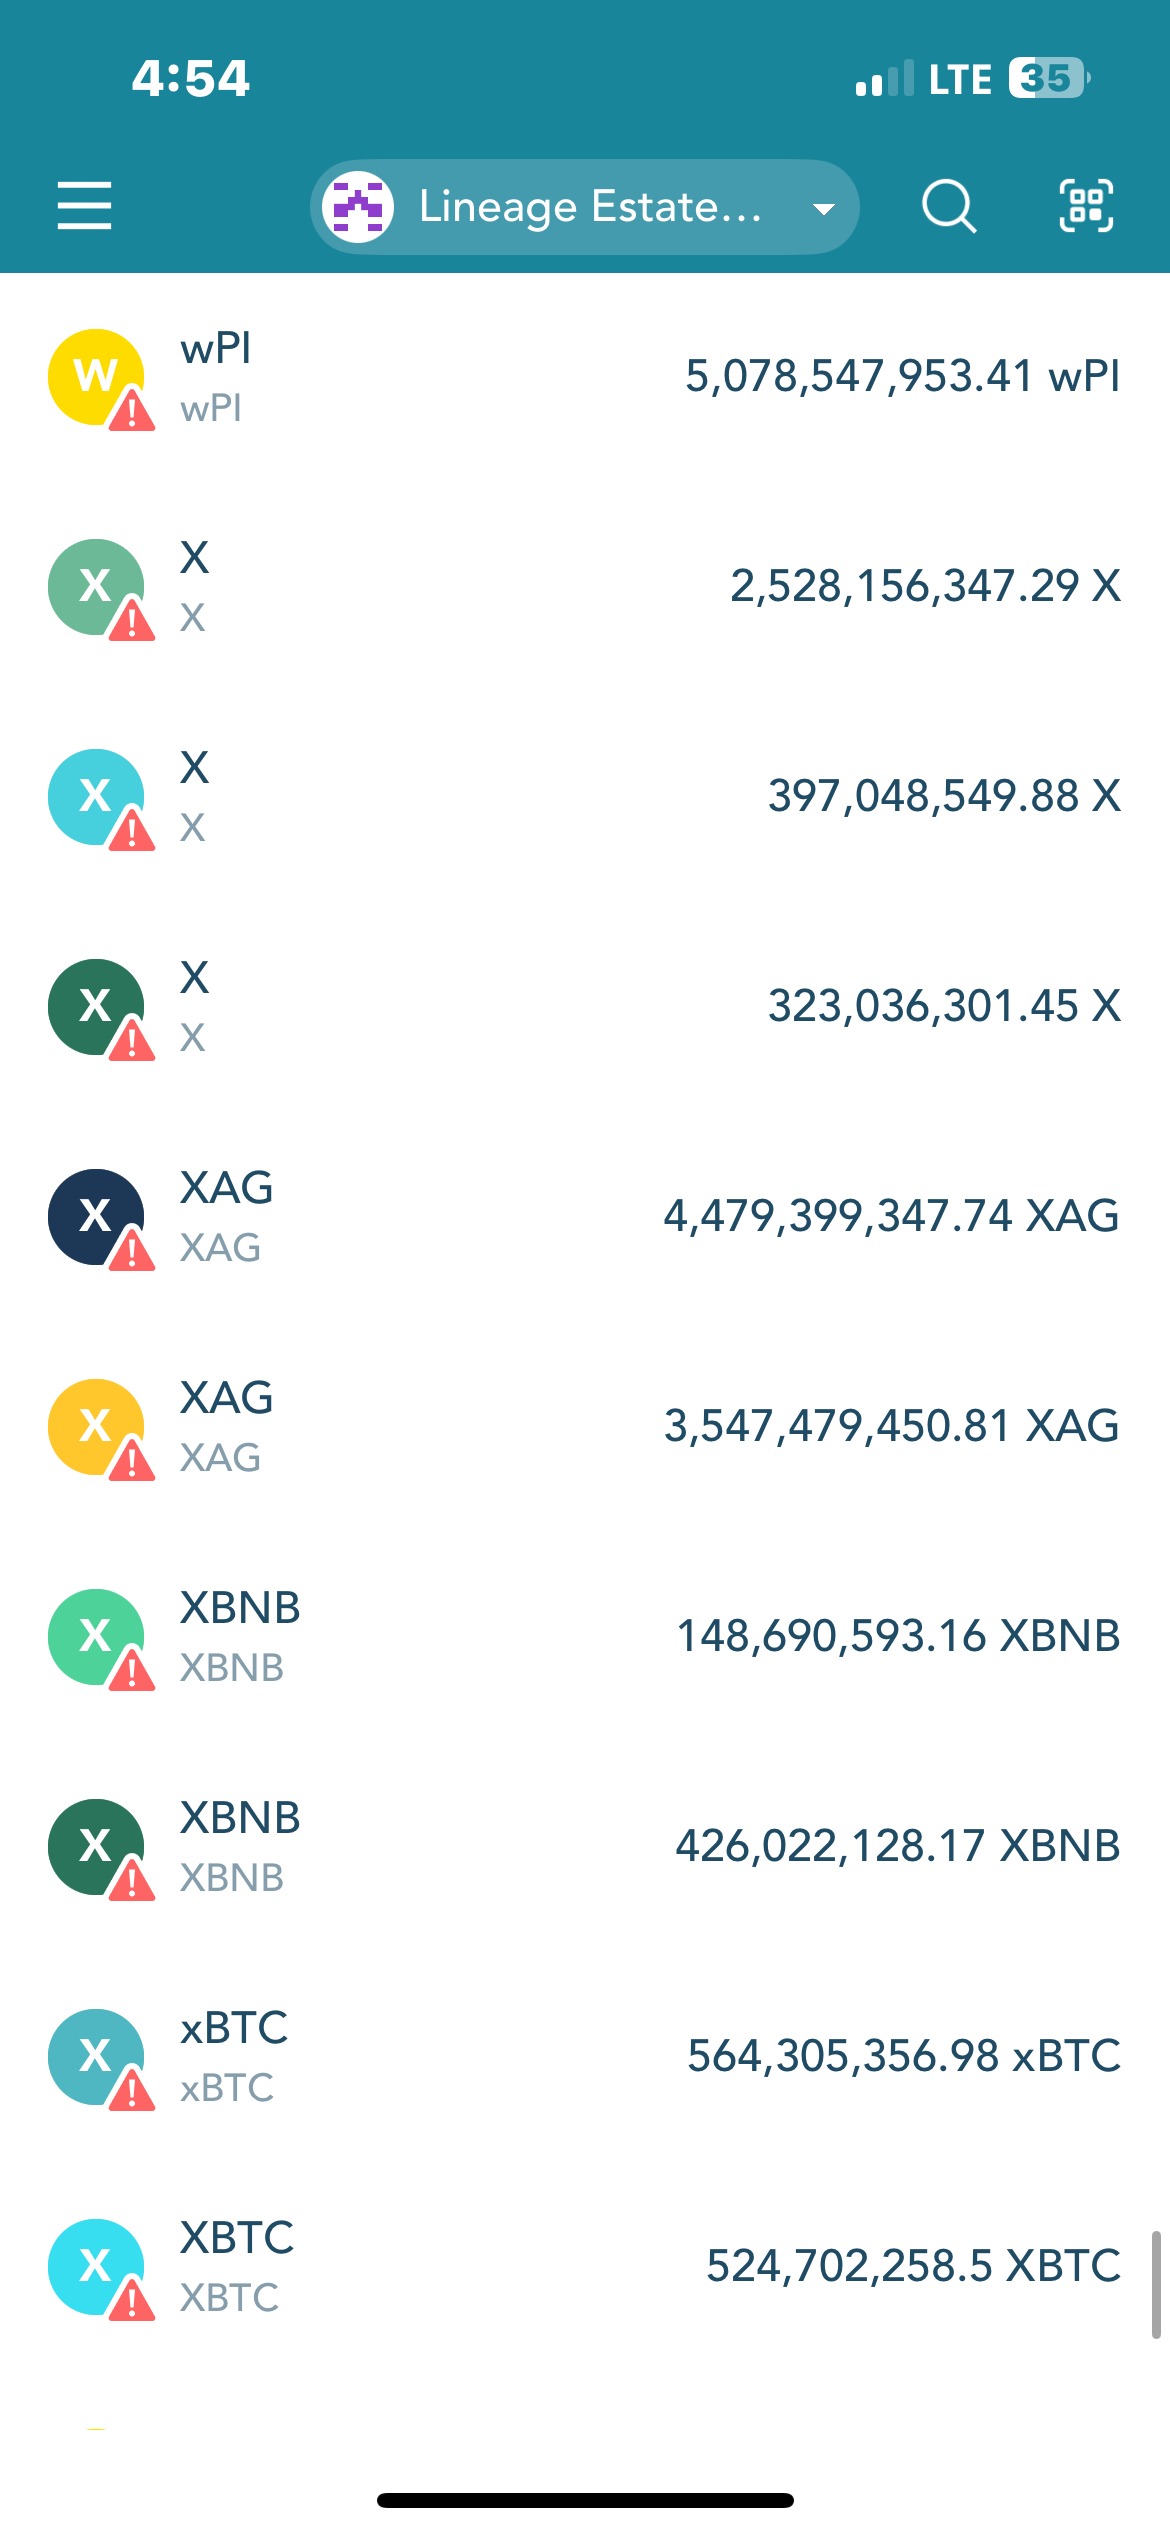 4:54
LTE 35
Lineage Estate...
W
wPI
wPI
5,078,547,953.41 wPI
X
X
X
2,528,156,347.29 X
X
X
X
397,048,549.88 X
X
X
X
323,036,301.45 X
X
XAG
XAG
4,479,399,347.74 XAG
X
XAG
XAG
3,547,479,450.81 XAG
X
XBNB
XBNB
148,690,593.16 XBNB
X
XBNB
XBNB
426,022,128.17 XBNB
X
xBTC
xBTC
564,305,356.98 xBTC
X
XBTC
XBTC
524,702,258.5 XBTC